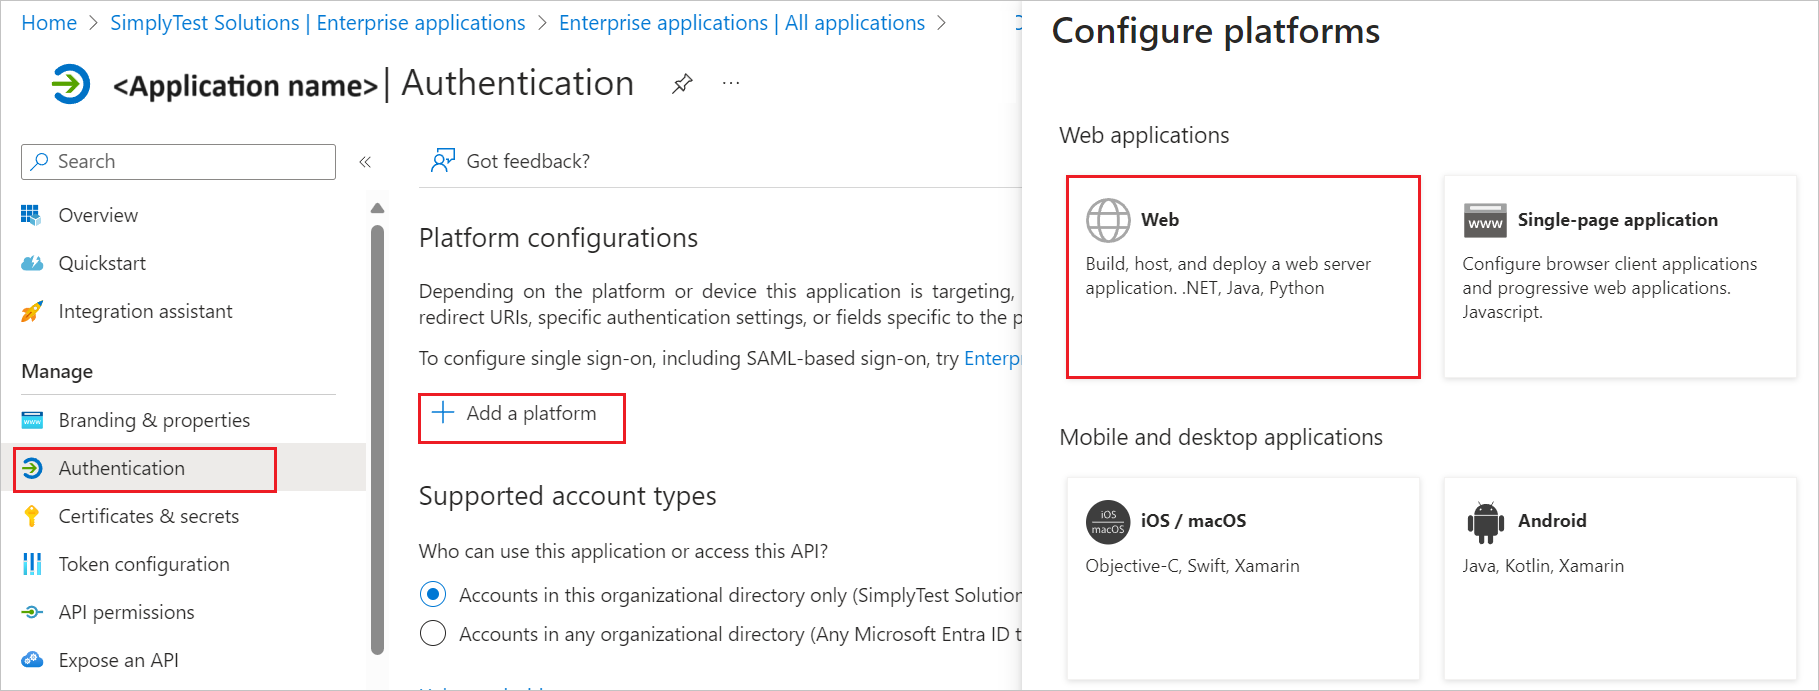 Home > SimplyTest Solutions | Enterprise applications > Enterprise applications | All applications >
<Application name> | Authentication
Search
Overview
Quickstart
Integration assistant
Manage
Branding & properties
Authentication
Certificates & secrets
Token configuration
API permissions
Expose an API
Got feedback?
Platform configurations
Depending on the platform or device this application is targeting,
redirect URIs, specific authentication settings, or fields specific to the p
To configure single sign-on, including SAML-based sign-on, try Enterp
Add a platform
Supported account types
Who can use this application or access this API?
Accounts in this organizational directory only (SimplyTest Solution
Accounts in any organizational directory (Any Microsoft Entra ID t
Configure platforms
Web applications
Web
Build, host, and deploy a web server
application. .NET, Java, Python
www
Single-page application
Configure browser client applications
and progressive web applications.
Javascript.
Mobile and desktop applications
iOS
macOS
iOS / macOS
Objective-C, Swift, Xamarin
Android
Java, Kotlin, Xamarin